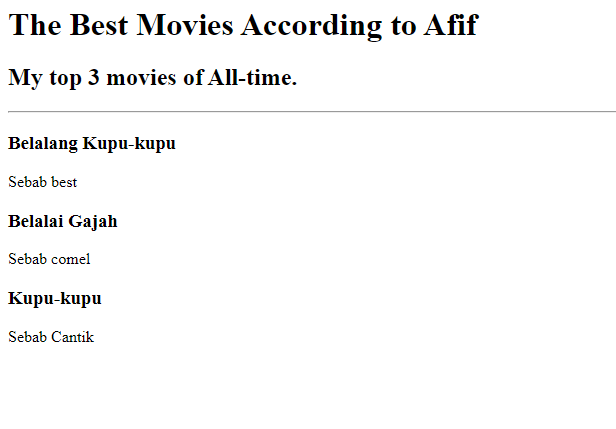 The Best Movies According to Afif
My top 3 movies of All-time.
Belalang Kupu-kupu
Sebab best
Belalai Gajah
Sebab comel
Kupu-kupu
Sebab Cantik